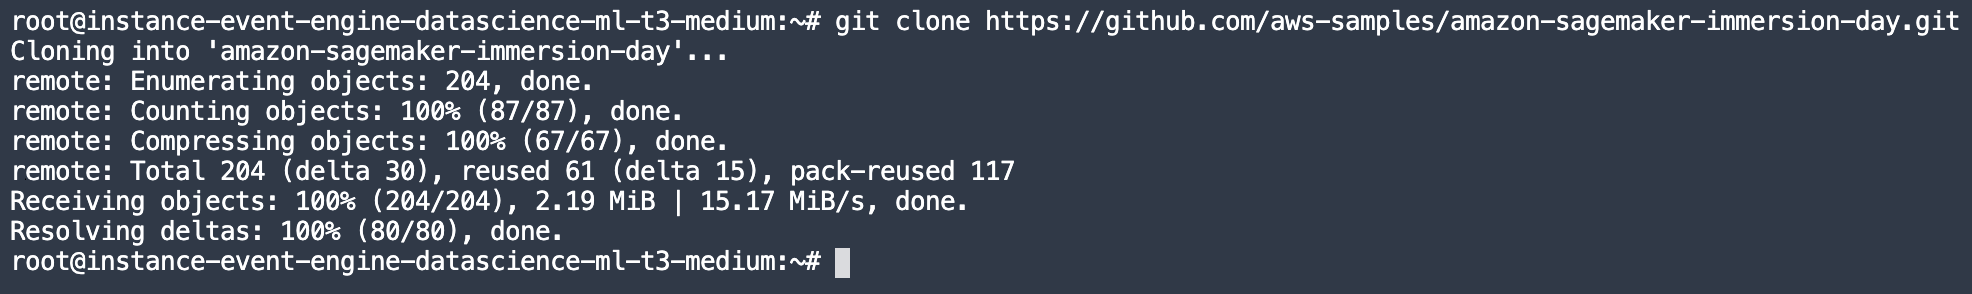 root@instance-event-engine-datascience-ml-t3-medium:~# git clone https://github.com/aws-samples/amazon-sagemaker-immersion-day.git
Cloning into 'amazon-sagemaker-immersion-day'...
remote: Enumerating objects: 204, done.
remote: Counting objects: 100% (87/87), done.
remote: Compressing objects: 100% (67/67), done.
remote: Total 204 (delta 30), reused 61 (delta 15), pack-reused 117
Receiving objects: 100% (204/204), 2.19 MiB | 15.17 MiB/s, done.
Resolving deltas: 100% (80/80), done.
root@instance-event-engine-datascience-ml-t3-medium:~#